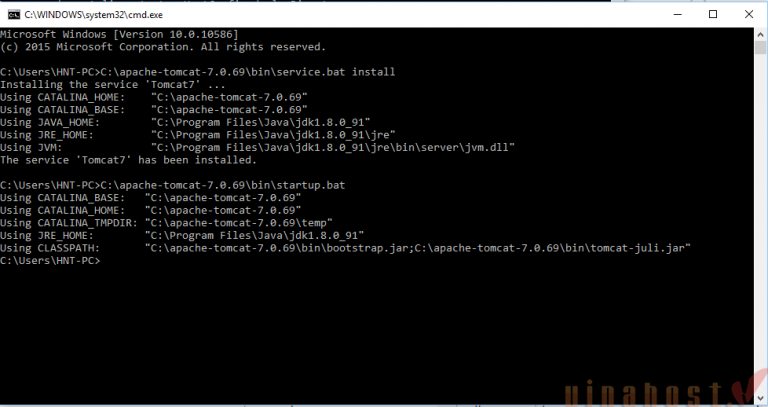 C:\WINDOWS\system32\cmd.exe
Microsoft Windows [Version 10.0.10586]
(c) 2015 Microsoft Corporation. All rights reserved.
C:\Users\HNT-PC>C:\apache-tomcat-7.0.69\bin\service.bat install
Installing the service 'Tomcat7' ...
Using CATALINA_HOME:    "C:\apache-tomcat-7.0.69"
Using CATALINA_BASE:    "C:\apache-tomcat-7.0.69"
Using JAVA_HOME:        "C:\Program Files\Java\jdk1.8.0_91"
Using JRE_HOME:         "C:\Program Files\Java\jdk1.8.0_91\jre"
Using JVM:              "C:\Program Files\Java\jdk1.8.0_91\jre\bin\server\jvm.dll"
The service 'Tomcat7' has been installed.
C:\Users\HNT-PC>C:\apache-tomcat-7.0.69\bin\startup.bat
Using CATALINA_BASE:   "C:\apache-tomcat-7.0.69"
Using CATALINA_HOME:   "C:\apache-tomcat-7.0.69"
Using CATALINA_TMPDIR: "C:\apache-tomcat-7.0.69\temp"
Using JRE_HOME:        "C:\Program Files\Java\jdk1.8.0_91"
Using CLASSPATH:       "C:\apache-tomcat-7.0.69\bin\bootstrap.jar;C:\apache-tomcat-7.0.69\bin\tomcat-juli.jar"
C:\Users\HNT-PC>
vinahost